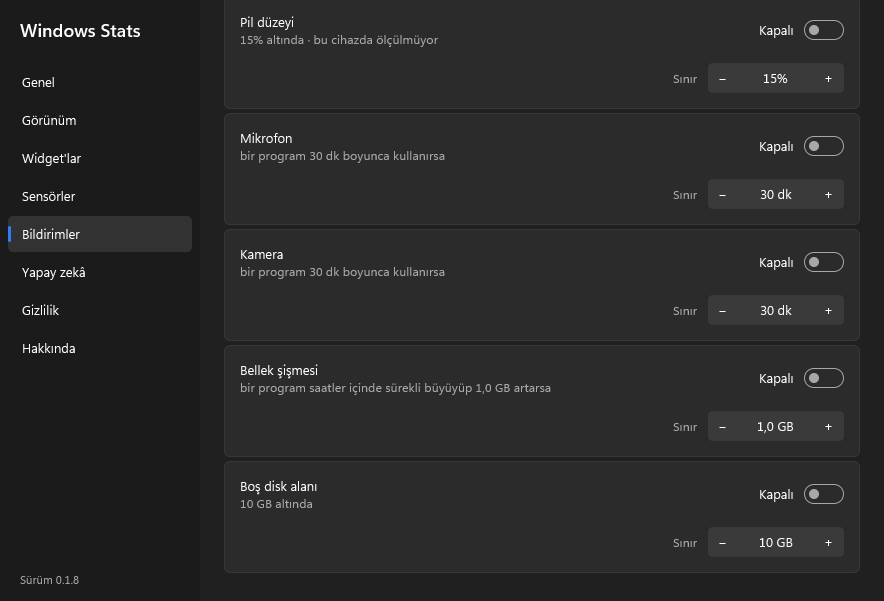 Windows Stats
Genel
Görünüm
Widget'lar
Sensörler
Bildirimler
Yapay zekâ
Gizlilik
Hakkında
Sürüm 0.1.8
Pil düzeyi
15% altında · bu cihazda ölçülmüyor
Kapalı
Sınır − 15% +
Mikrofon
bir program 30 dk boyunca kullanırsa
Kapalı
Sınır − 30 dk +
Kamera
bir program 30 dk boyunca kullanırsa
Kapalı
Sınır − 30 dk +
Bellek şişmesi
bir program saatler içinde sürekli büyüyüp 1,0 GB artarsa
Kapalı
Sınır − 1,0 GB +
Boş disk alanı
10 GB altında
Kapalı
Sınır − 10 GB +